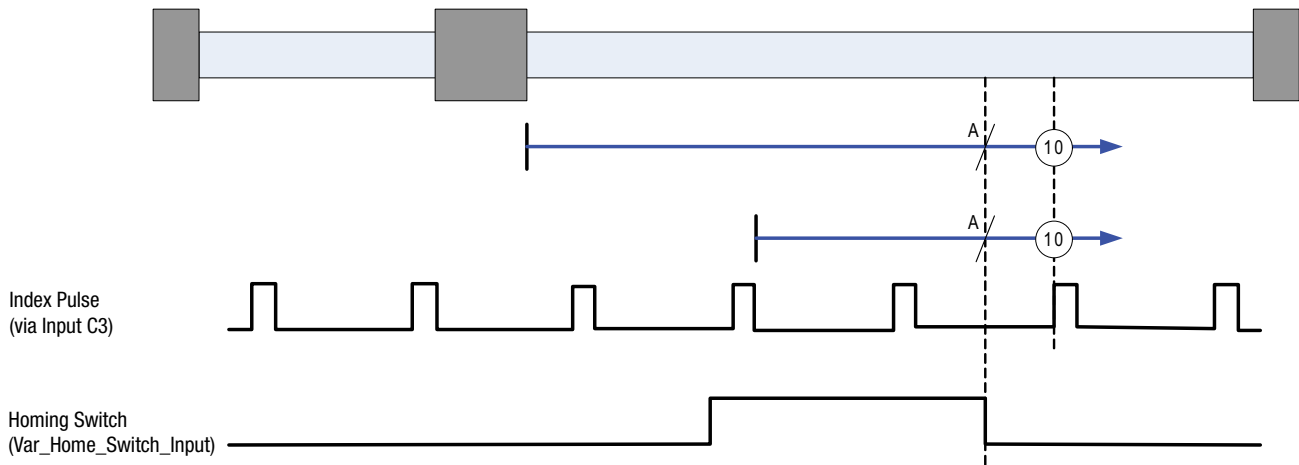 A
10
A
10
Index Pulse
(via Input C3)
Homing Switch
(Var_Home_Switch_Input)